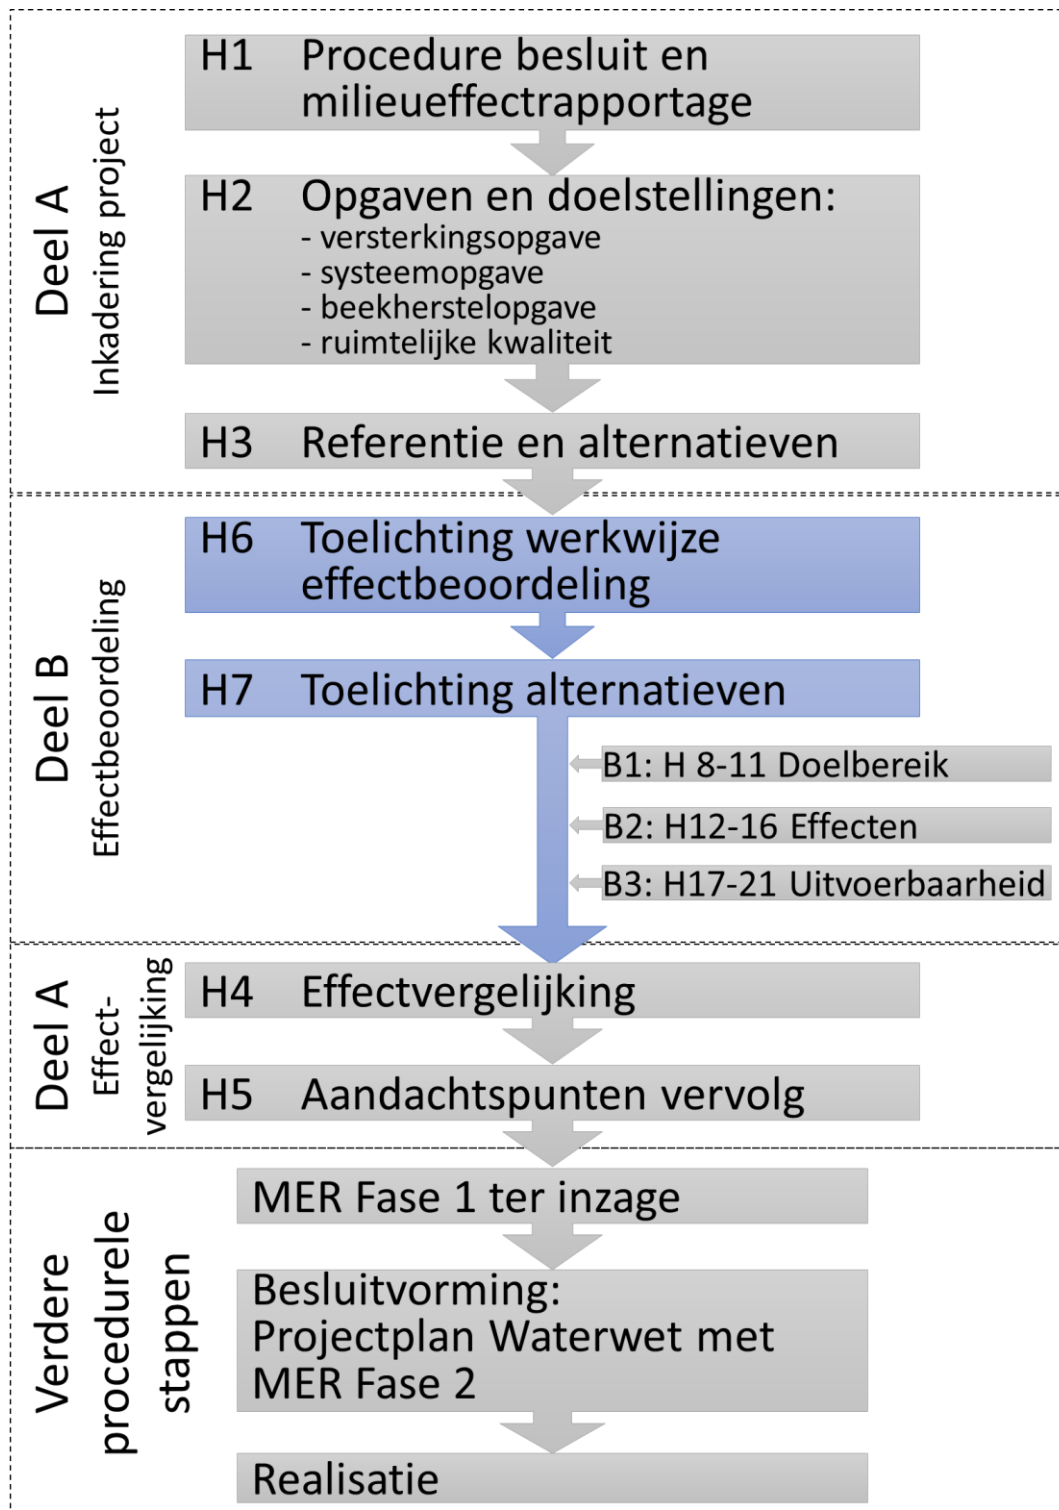 Deel A
Inkadering project
H1 Procedure besluit en
milieueffectrapportage
H2 Opgaven en doelstellingen:
- versterkingsopgave
- systeemopgave
- beekherstelopgave
- ruimtelijke kwaliteit
H3 Referentie en alternatieven
Deel B
Effectbeoordeling
H6 Toelichting werkwijze
effectbeoordeling
H7 Toelichting alternatieven
B1: H 8-11 Doelbereik
B2: H12-16 Effecten
B3: H17-21 Uitvoerbaarheid
Deel A
Effect-
vergelijking
H4 Effectvergelijking
H5 Aandachtspunten vervolg
Verdere
procedurele
stappen
MER Fase 1 ter inzage
Besluitvorming:
Projectplan Waterwet met
MER Fase 2
Realisatie